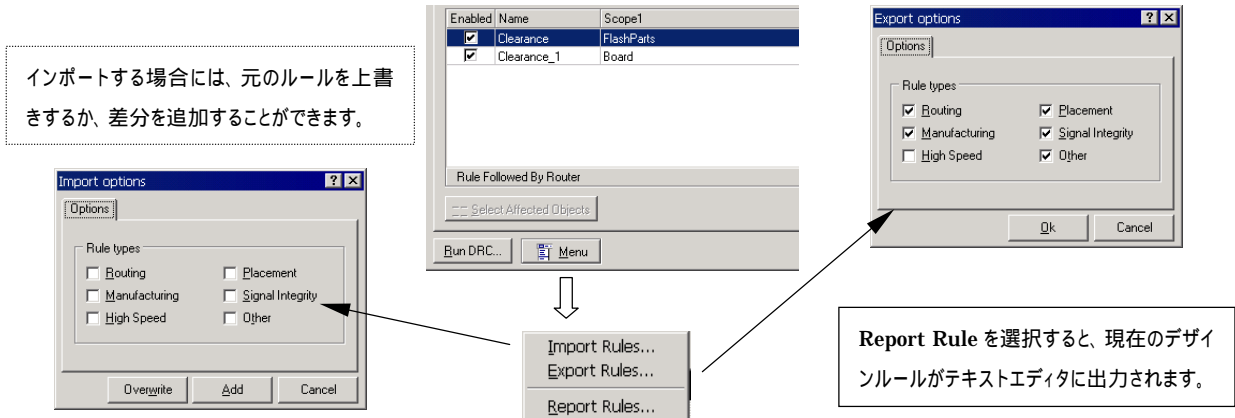 インポートする場合には、元のルールを上書
きするか、差分を追加することができます。
Import options
Options
Rule types
Routing
Placement
Manufacturing
Signal Integrity
High Speed
Other
Overwrite
Add
Cancel
Enabled Name Scope1
Clearance FlashParts
Clearance_1 Board
Rule Followed By Router
Select Affected Objects
Run DRC...
Menu
Import Rules...
Export Rules...
Report Rules...
Export options
Options
Rule types
Routing
Placement
Manufacturing
Signal Integrity
High Speed
Other
Ok
Cancel
Report Rule を選択すると、現在のデザイ
ンルールがテキストエディタに出力されます。